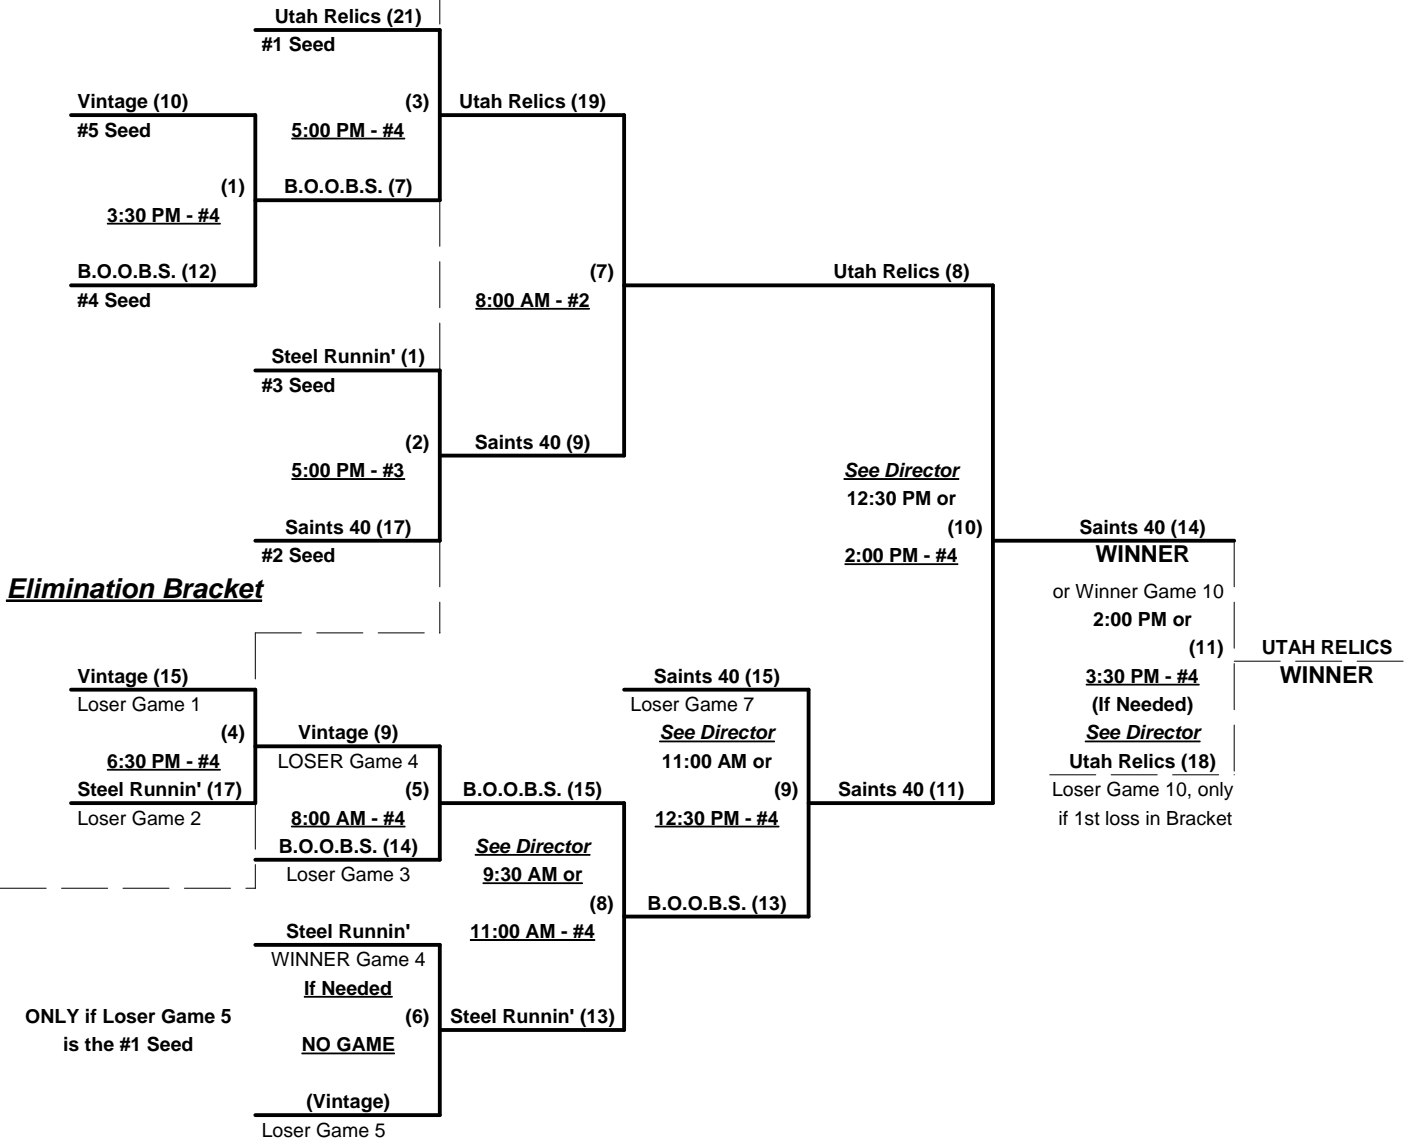 Utah Relics (21)
#1 Seed
Vintage (10)
(3)
Utah Relics (19)
#5 Seed
5:00 PM - #4
(1)
B.O.O.B.S. (7)
3:30 PM - #4
B.O.O.B.S. (12)
(7)
Utah Relics (8)
#4 Seed
8:00 AM - #2
Steel Runnin' (1)
#3 Seed
(2)
Saints 40 (9)
5:00 PM - #3
See Director
12:30 PM or
Saints 40 (17)
(10)
Saints 40 (14)
#2 Seed
2:00 PM - #4
WINNER
Elimination Bracket
or Winner Game 10
2:00 PM or
(11)
UTAH RELICS
Vintage (15)
Saints 40 (15)
3:30 PM - #4
WINNER
Loser Game 1
Loser Game 7
(If Needed)
(4)
Vintage (9)
See Director
See Director
6:30 PM - #4
LOSER Game 4
11:00 AM or
Utah Relics (18)
Steel Runnin' (17)
(5)
B.O.O.B.S. (15)
(9)
Saints 40 (11)
Loser Game 10, only
Loser Game 2
8:00 AM - #4
12:30 PM - #4
if 1st loss in Bracket
B.O.O.B.S. (14)
See Director
Loser Game 3
9:30 AM or
(8)
B.O.O.B.S. (13)
Steel Runnin'
11:00 AM - #4
WINNER Game 4
If Needed
ONLY if Loser Game 5
(6)
Steel Runnin' (13)
is the #1 Seed
NO GAME
(Vintage)
Loser Game 5